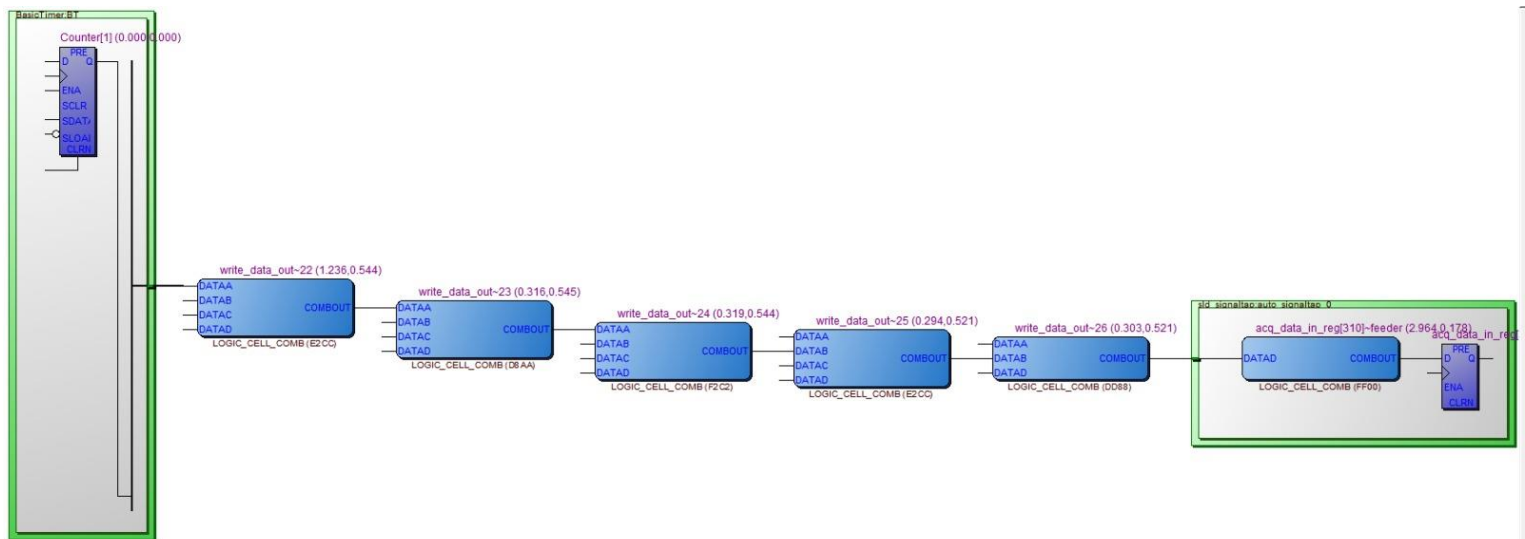 BasicTimer:BT
Counter[1] (0.000,0.000)
PRE
D Q
ENA
SCLR
SDATA
SLOAD
CLRN
write_data_out~22 (1.236,0.544)
DATAA
DATAB
DATAC
DATAD
COMBOUT
LOGIC_CELL_COMB (E2CC)
write_data_out~23 (0.316,0.545)
DATAA
DATAB
DATAC
DATAD
COMBOUT
LOGIC_CELL_COMB (D8AA)
write_data_out~24 (0.319,0.544)
DATAA
DATAB
DATAC
DATAD
COMBOUT
LOGIC_CELL_COMB (F2C2)
write_data_out~25 (0.294,0.521)
DATAA
DATAB
DATAC
DATAD
COMBOUT
LOGIC_CELL_COMB (E2CC)
write_data_out~26 (0.303,0.521)
DATAA
DATAB
DATAC
DATAD
COMBOUT
LOGIC_CELL_COMB (DD88)
sld_signaltap:auto_signaltap_0
acq_data_in_reg[310]~feeder (2.964,0.178)
DATAD
COMBOUT
LOGIC_CELL_COMB (FF00)
acq_data_in_reg[
PRE
D Q
ENA
CLRN